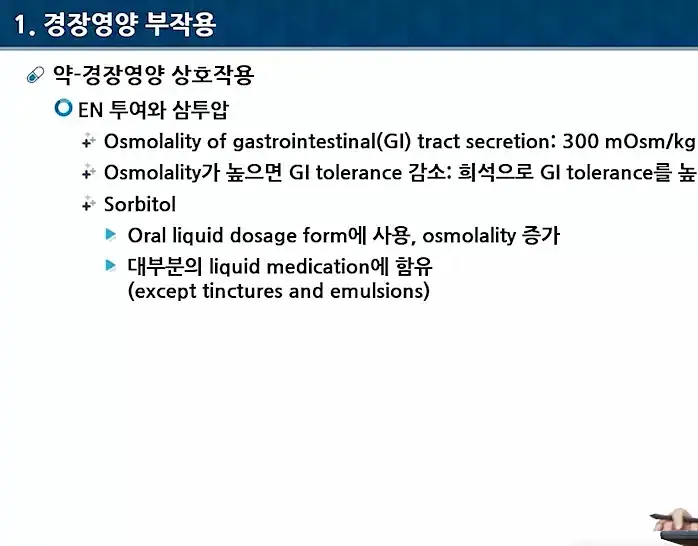 1. 경장영양 부작용
약-경장영양 상호작용
EN 투여와 삼투압
Osmolality of gastrointestinal(GI) tract secretion: 300 mOsm/kg
Osmolality가 높으면 GI tolerance 감소: 희석으로 GI tolerance를 높
Sorbitol
Oral liquid dosage form에 사용, osmolality 증가
대부분의 liquid medication에 함유
(except tinctures and emulsions)